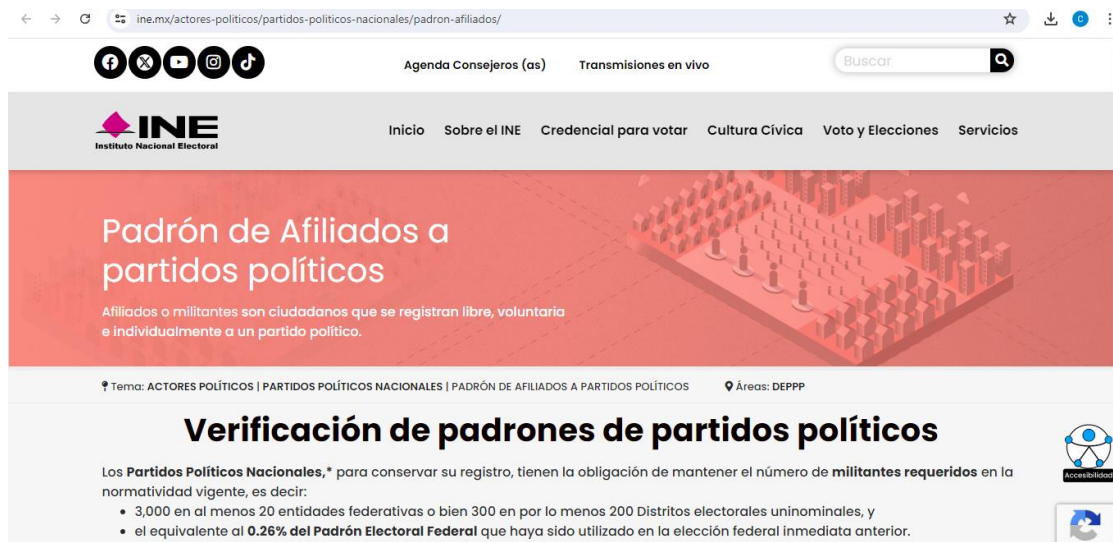 ine.mx/actores-politicos/partidos-politicos-nacionales/padron-afiliados/
C
Agenda Consejeros (as) Transmisiones en vivo Buscar
INE
Instituto Nacional Electoral
Inicio Sobre el INE Credencial para votar Cultura Cívica Voto y Elecciones Servicios
Padrón de Afiliados a
partidos políticos
Afiliados o militantes son ciudadanos que se registran libre, voluntaria
e individualmente a un partido político.
Tema: ACTORES POLÍTICOS | PARTIDOS POLÍTICOS NACIONALES | PADRÓN DE AFILIADOS A PARTIDOS POLÍTICOS Áreas: DEPPP
Verificación de padrones de partidos políticos
Los Partidos Políticos Nacionales,* para conservar su registro, tienen la obligación de mantener el número de militantes requeridos en la
normatividad vigente, es decir:
• 3,000 en al menos 20 entidades federativas o bien 300 en por lo menos 200 Distritos electorales uninominales, y
• el equivalente al 0.26% del Padrón Electoral Federal que haya sido utilizado en la elección federal inmediata anterior.
Accesibilidad